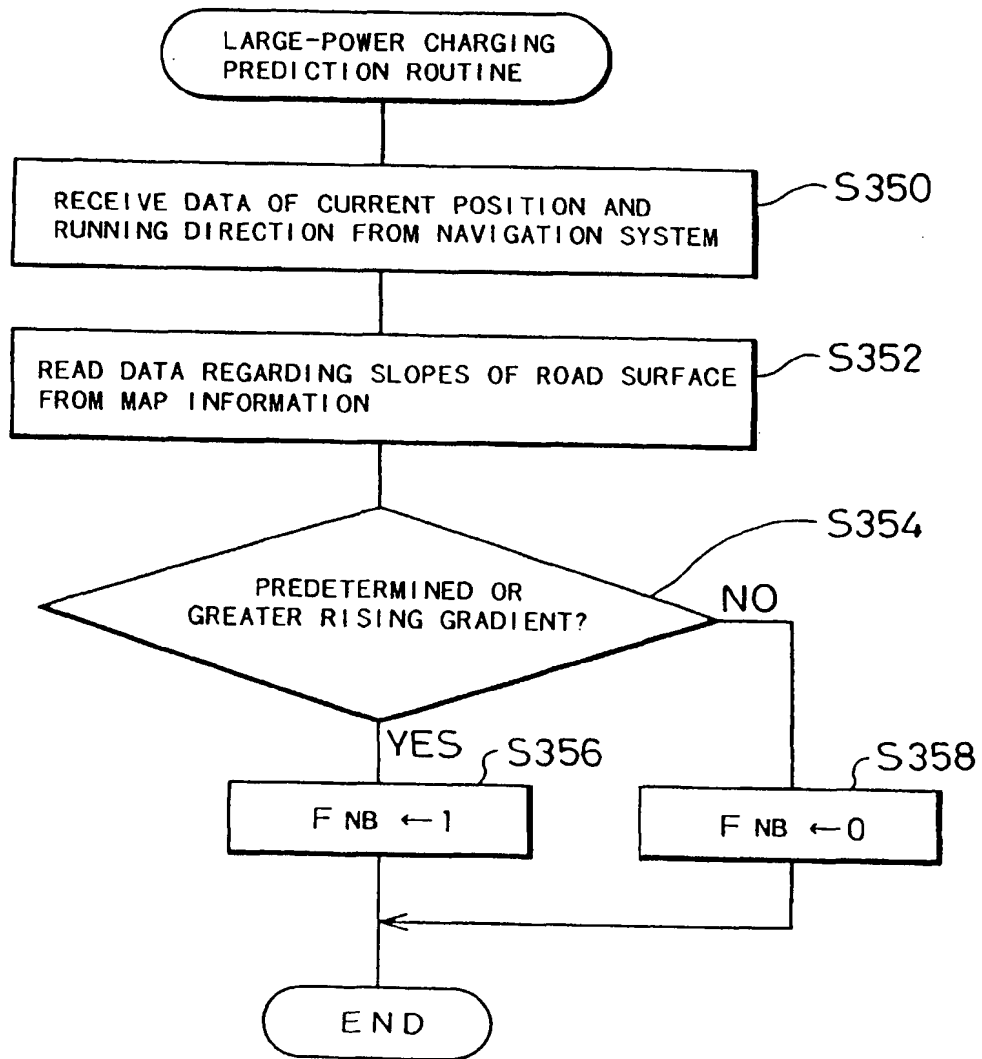 LARGE-POWER CHARGING
PREDICTION ROUTINE
RECEIVE DATA OF CURRENT POSITION AND
RUNNING DIRECTION FROM NAVIGATION SYSTEM
S350
READ DATA REGARDING SLOPES OF ROAD SURFACE
FROM MAP INFORMATION
S352
PREDETERMINED OR
GREATER RISING GRADIENT?
S354
NO
YES
S356
F NB ←1
S358
F NB ←0
END